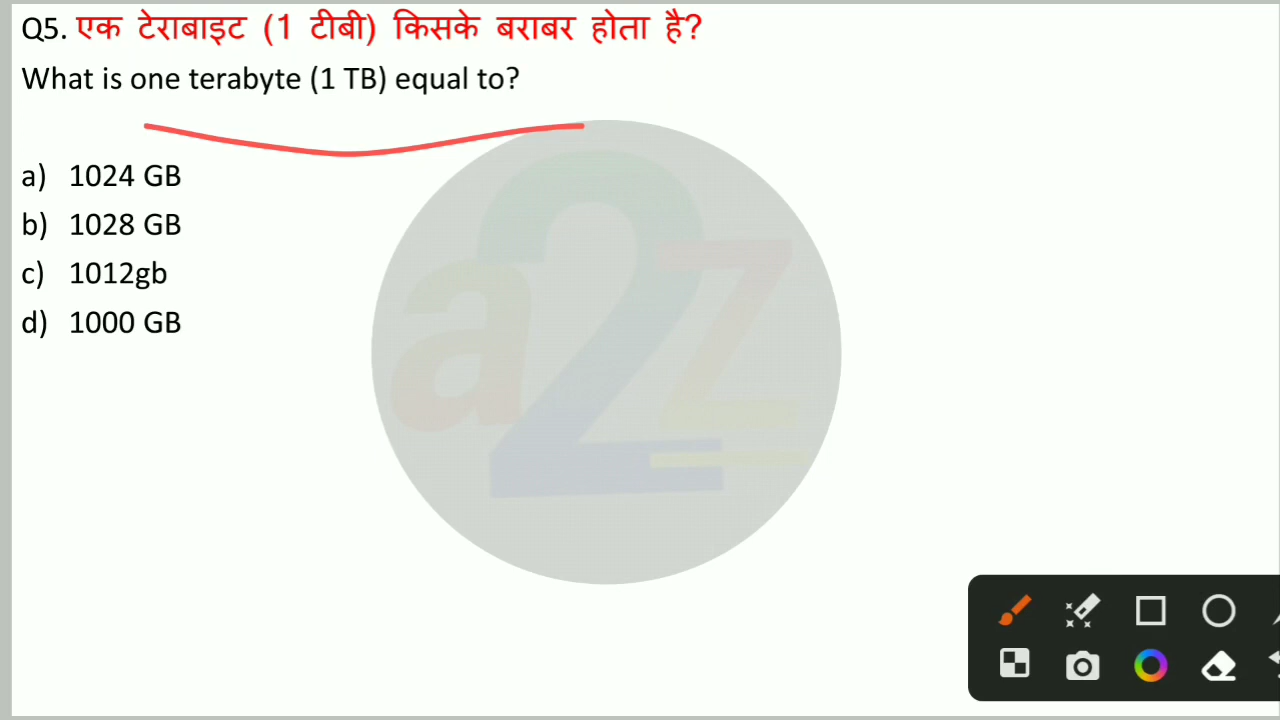 Q5. एक टेराबाइट (1 टीबी) किसके बराबर होता है?
What is one terabyte (1 TB) equal to?
a) 1024 GB
b) 1028 GB
c) 1012gb
d) 1000 GB
a2z